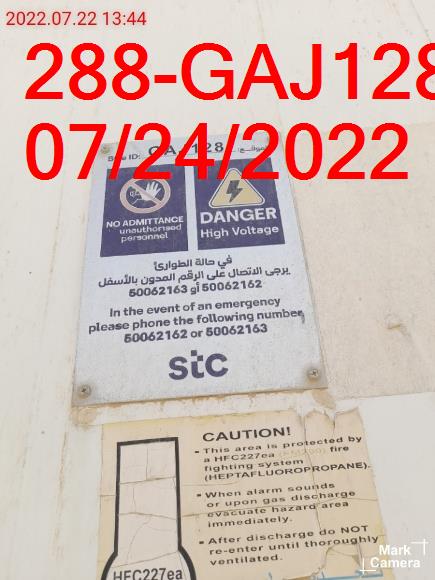 2022.07.22 13:44
288-GAJ128
07/24/2022
Site ID: GAJ128 الموقع:
NO ADMITTANCE
unauthorised
personnel
DANGER
High Voltage
في حالة الطوارئ
يرجى الاتصال على الرقم المدون بالأسفل
50062162 أو 50062163
In the event of an emergency
please phone the following number
50062162 or 50062163
stc
CAUTION!
- This area is protected by
a HFC227ea fire
fighting system
(HEPTAFLUOROPROPANE).
- When alarm sounds
or upon gas discharge
evacuate hazard area
immediately.
- After discharge do NOT
re-enter until thoroughly
ventilated.
HFC227ea
Mark
Camera